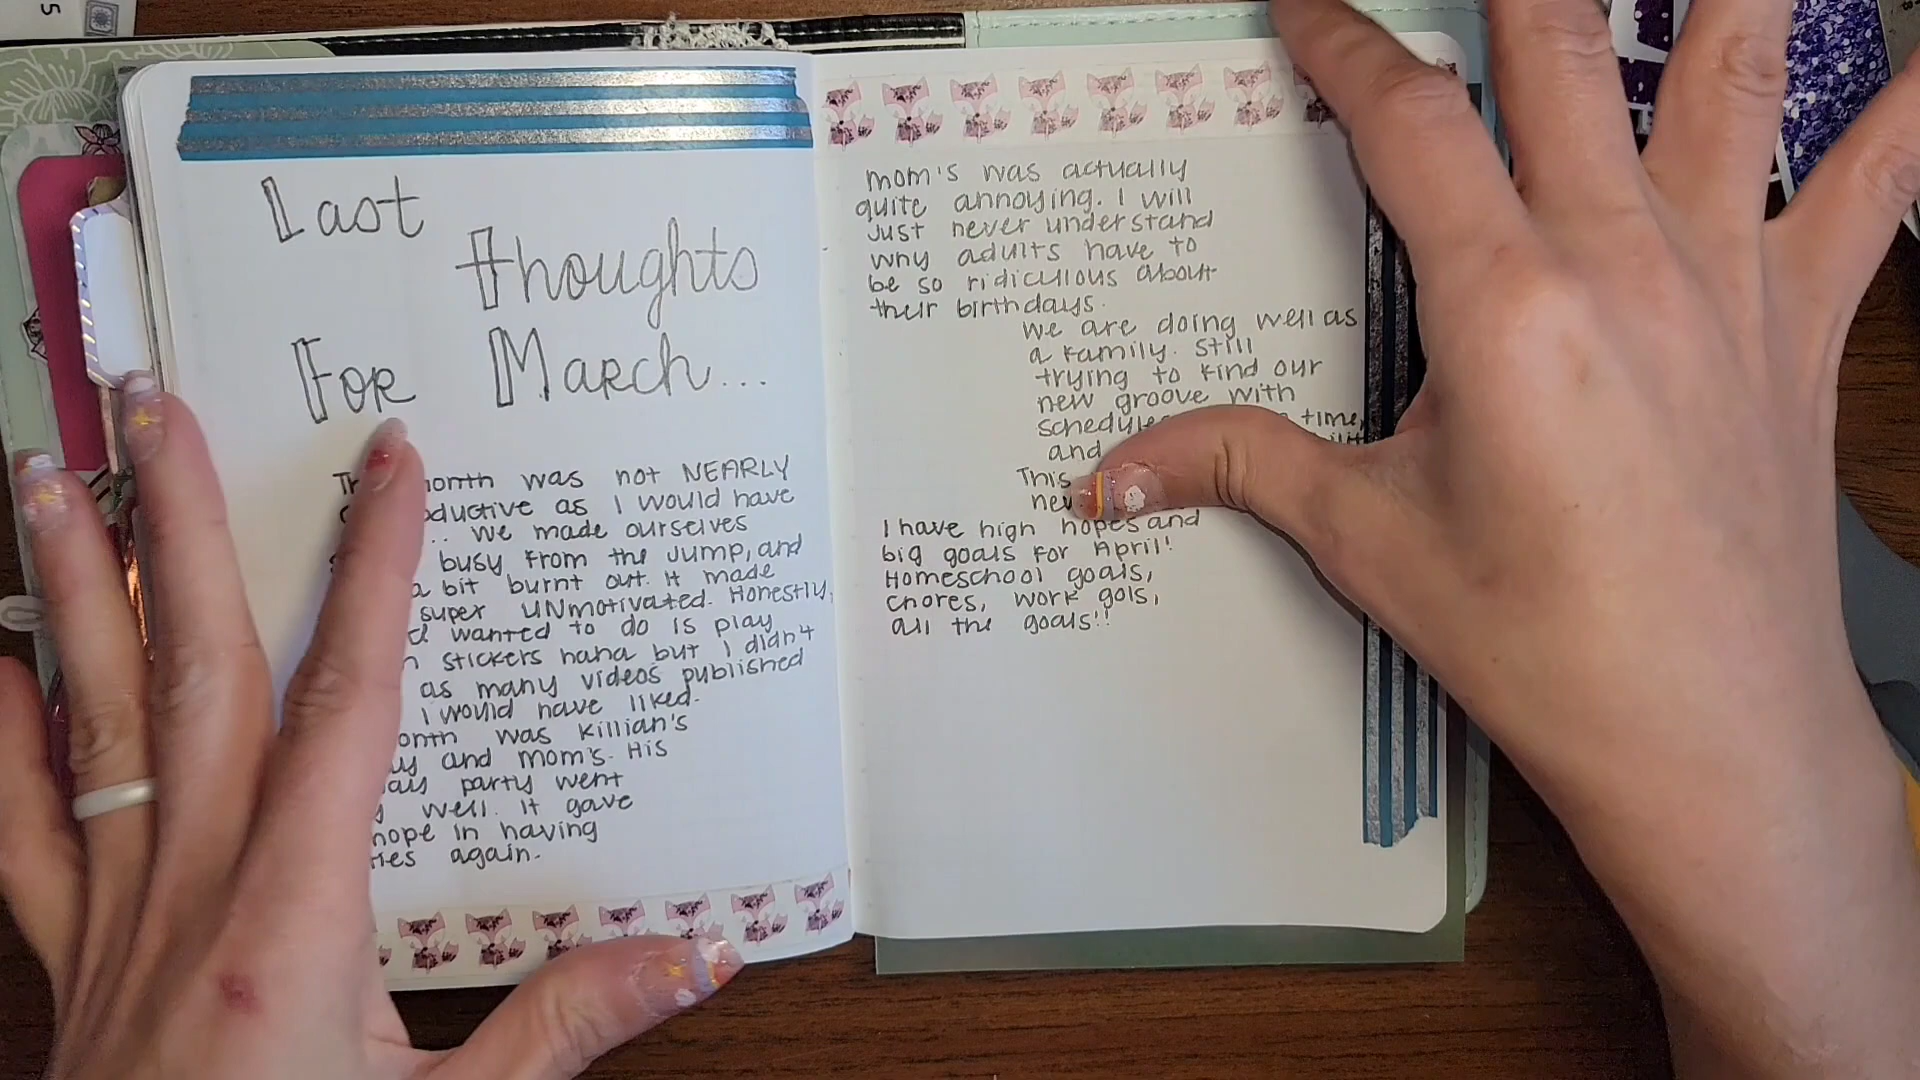 5
Last
Thoughts
For March...
month was not NEARLY
as I would have
.. we made ourselves
busy from the jump, and
a bit burnt out. It made
super UNmotivated. Honestly,
wanted to do is play
stickers haha but I didn't
as many videos published
I would have liked.
was Killian's
and mom's. His
party went
well. It gave
hope in having
again.
mom's was actually
quite annoying. I will
just never understand
why adults have to
be so ridiculous about
their birthdays.
We are doing well as
a family. Still
trying to find our
new groove with
time,
and
This
I have high hopes and
big goals for April!
Homeschool goals,
chores, work gols,
all the goals!!